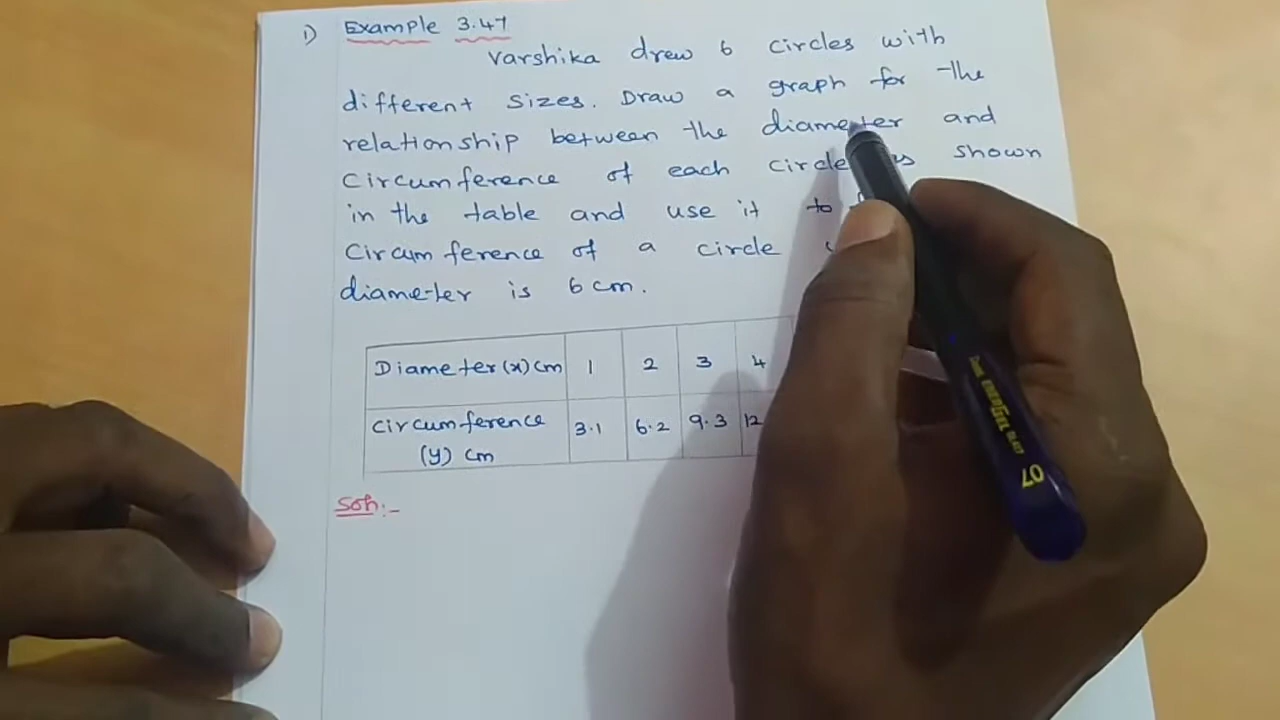 1) Example 3.47
Varshika drew 6 circles with
different sizes. Draw a graph for the
relationship between the diameter and
circumference of each circle as shown
in the table and use it to
circumference of a circle
diameter is 6 cm.
Diameter (x) cm 1 2 3 4
Circumference 3.1 6.2 9.3 12
(y) cm
Soln:-
07